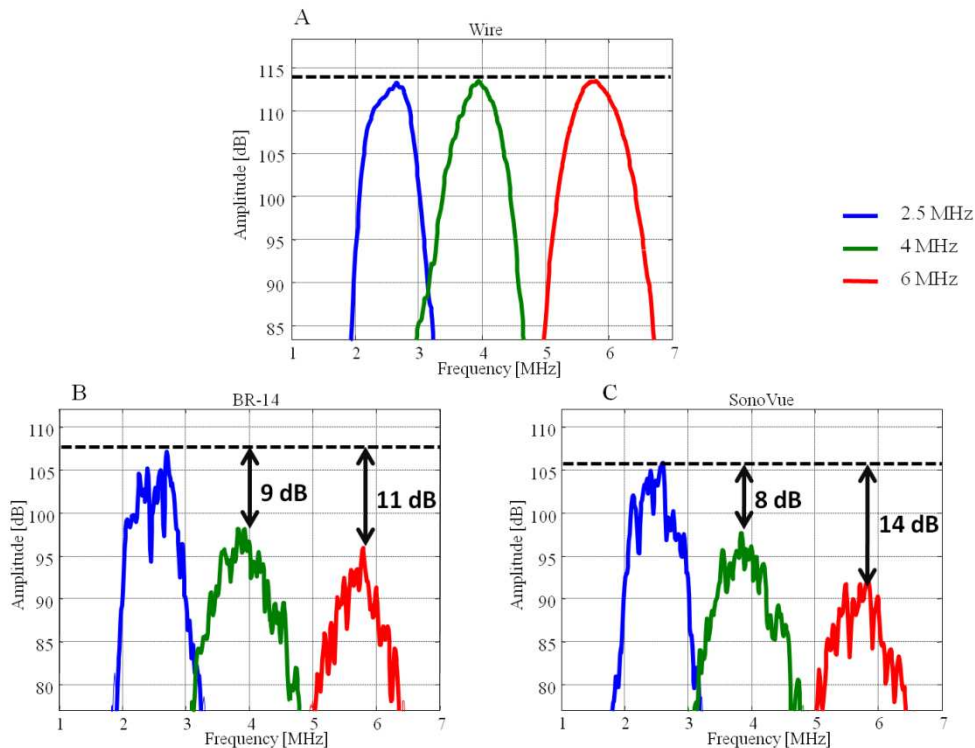 A
Wire
Amplitude [dB]
115
110
105
100
95
90
85
1 2 3 4 5 6 7
Frequency [MHz]
2.5 MHz
4 MHz
6 MHz
B
BR-14
Amplitude [dB]
110
105
100
95
90
85
80
9 dB
11 dB
1 2 3 4 5 6 7
Frequency [MHz]
C
SonoVue
Amplitude [dB]
110
105
100
95
90
85
80
8 dB
14 dB
1 2 3 4 5 6 7
Frequency [MHz]